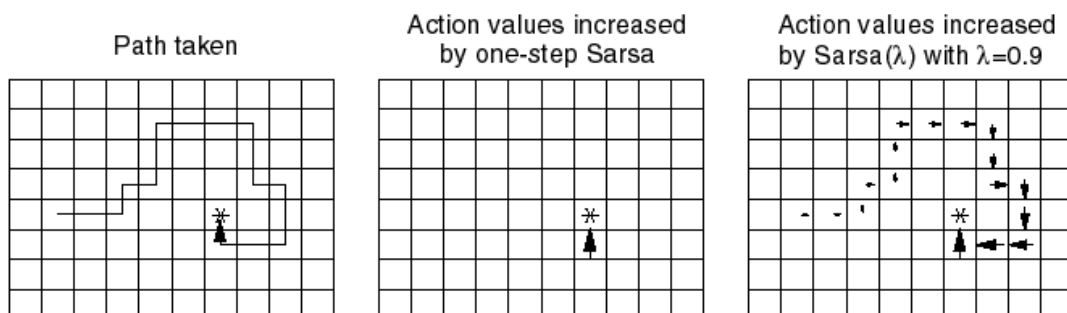 Path taken
Action values increased
by one-step Sarsa
Action values increased
by Sarsa(λ) with λ=0.9